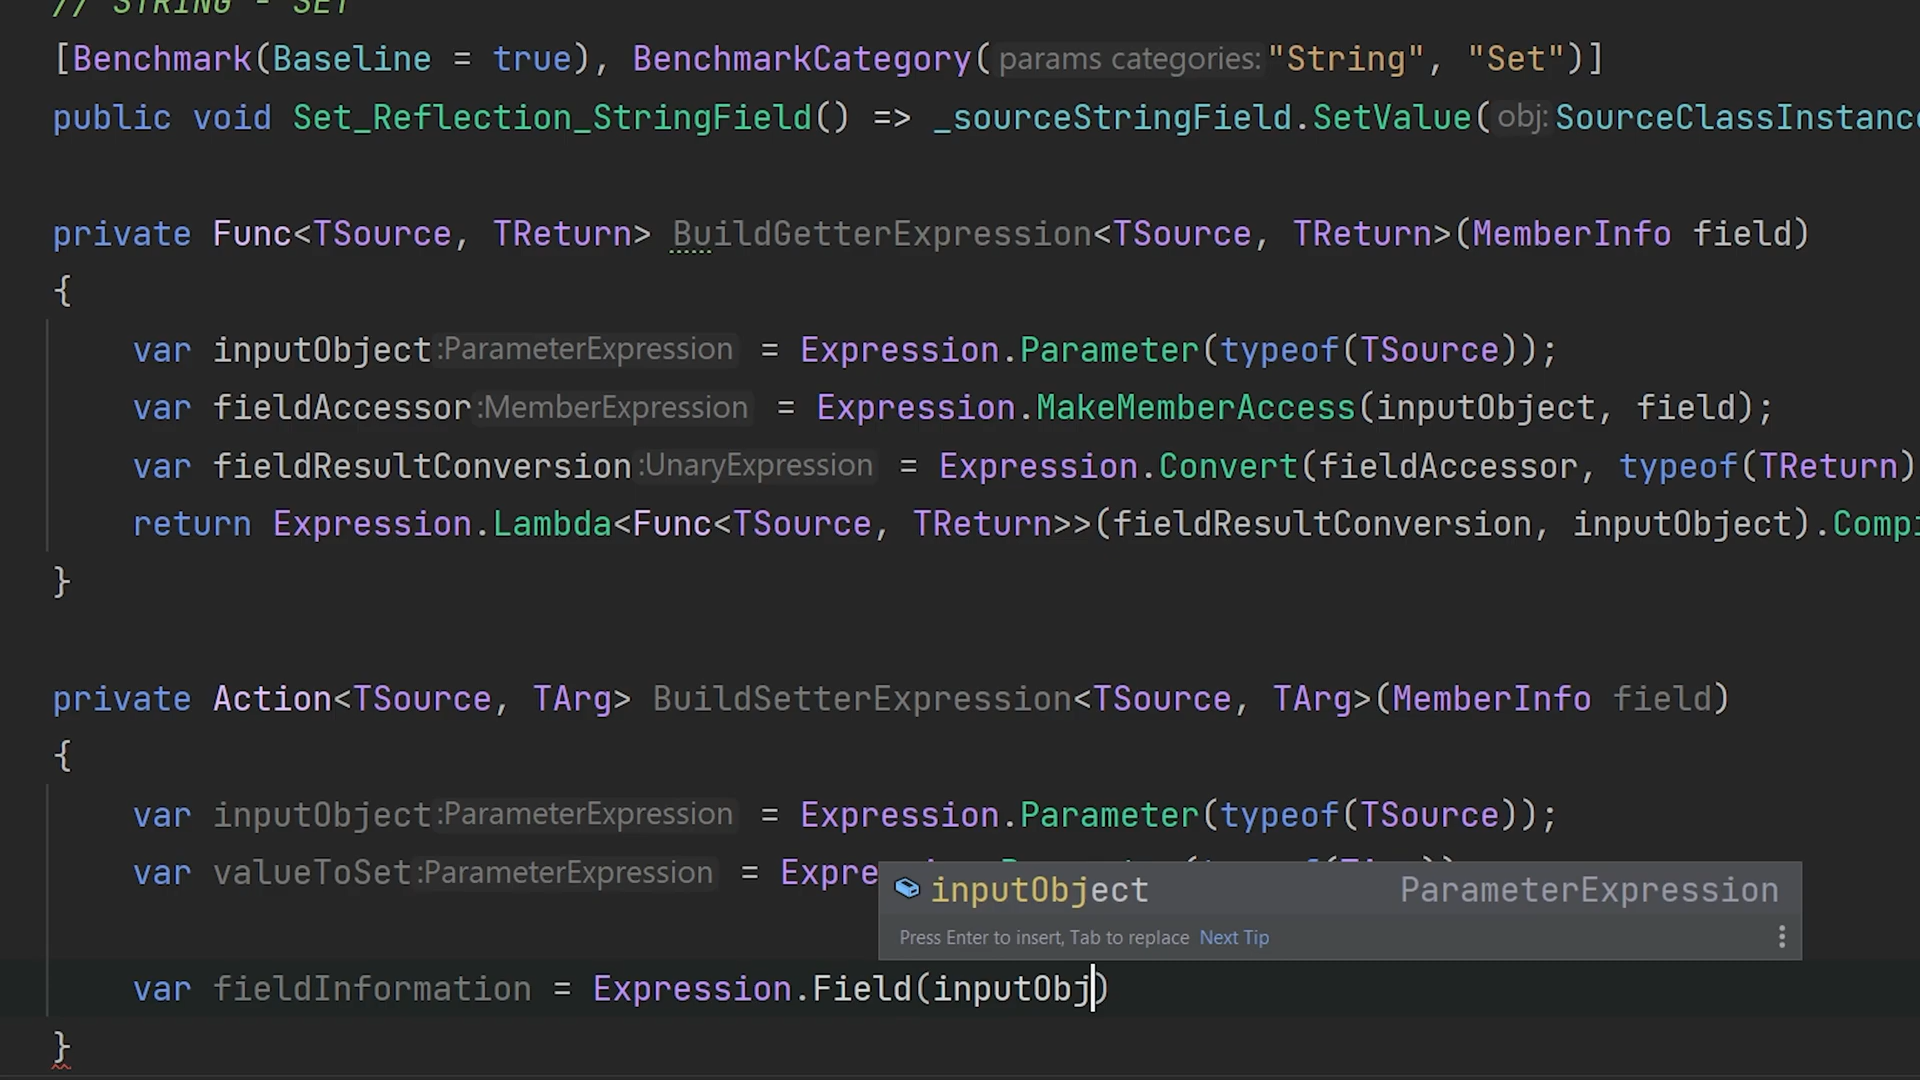 // STRING - SET
[Benchmark(Baseline = true), BenchmarkCategory(params categories:"String", "Set")]
public void Set_Reflection_StringField() => _sourceStringField.SetValue(obj:SourceClassInstanc
private Func<TSource, TReturn> BuildGetterExpression<TSource, TReturn>(MemberInfo field)
{
var inputObject:ParameterExpression = Expression.Parameter(typeof(TSource));
var fieldAccessor:MemberExpression = Expression.MakeMemberAccess(inputObject, field);
var fieldResultConversion:UnaryExpression = Expression.Convert(fieldAccessor, typeof(TReturn)
return Expression.Lambda<Func<TSource, TReturn>>(fieldResultConversion, inputObject).Compi
}
private Action<TSource, TArg> BuildSetterExpression<TSource, TArg>(MemberInfo field)
{
var inputObject:ParameterExpression = Expression.Parameter(typeof(TSource));
var valueToSet:ParameterExpression = Expre
inputObject ParameterExpression
Press Enter to insert, Tab to replace Next Tip
var fieldInformation = Expression.Field(inputObj)
}